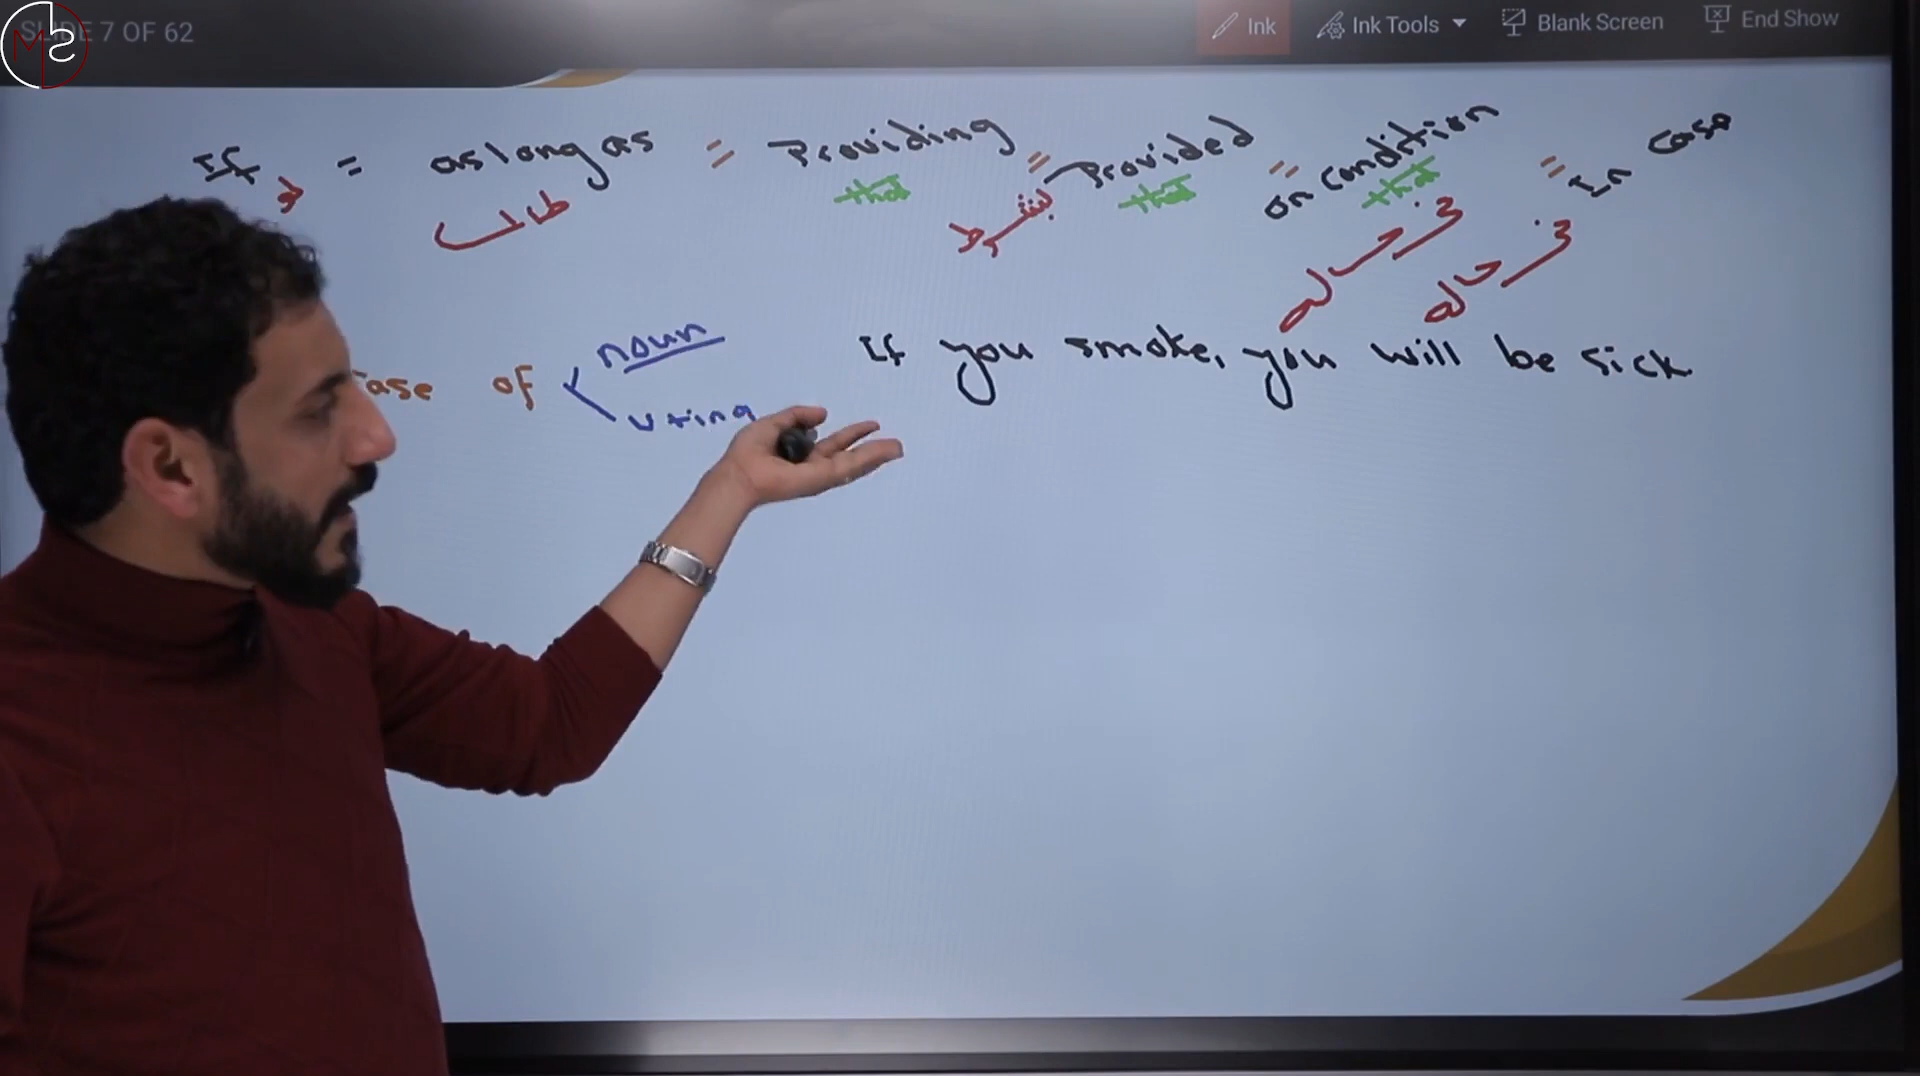 SLIDE 7 OF 62
Ink Ink Tools Blank Screen End Show
If = as long as = Providing = Provided = on condition = In case
that that that
طالما بشرط في حالة في حالة
case of noun
v+ing
If you smoke, you will be sick